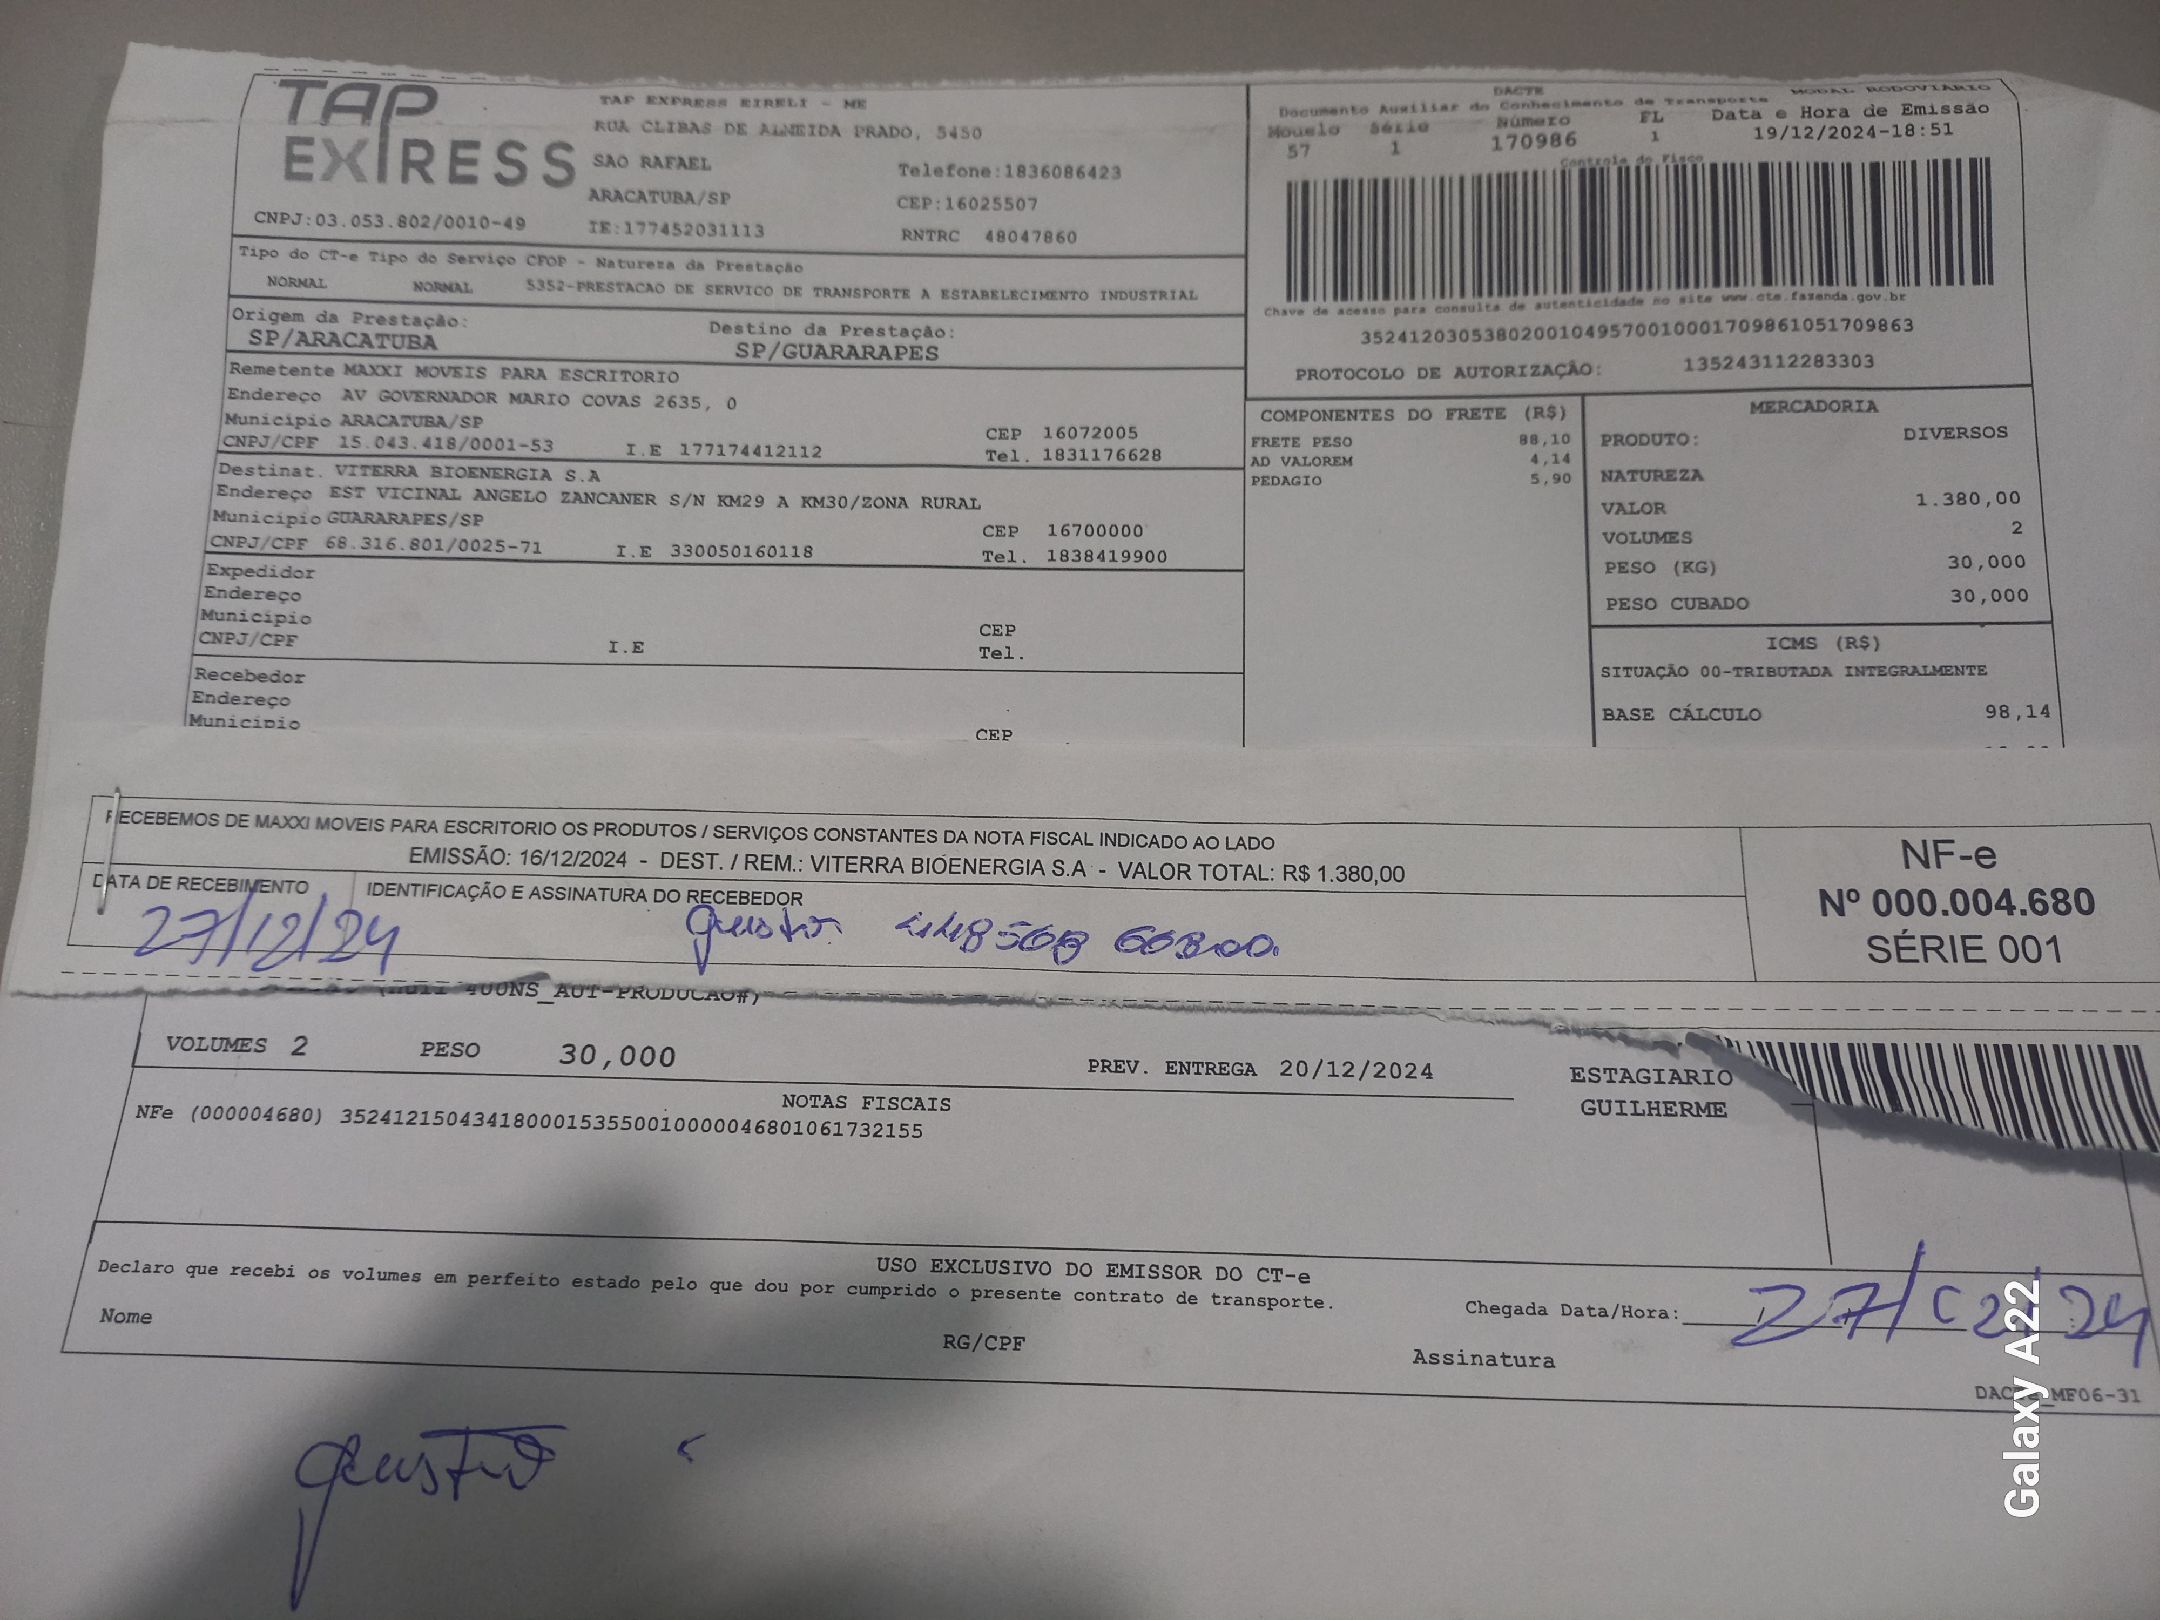 TAP EXPRESS
TAP EXPRESS EIRELI - ME
RUA CLIBAS DE ALMEIDA PRADO, 5450
SAO RAFAEL
Telefone:1836086423
ARACATUBA/SP
CEP:16025507
CNPJ:03.053.802/0010-49
IE:177452031113
RNTRC 48047860
DACTE
MODAL RODOVIÁRIO
Documento Auxiliar do Conhecimento de Transporte
Modelo Série Número FL Data e Hora de Emissão
57 1 170986 1 19/12/2024-18:51
Controle do Fisco
Chave de acesso para consulta de autenticidade no site www.cte.fazenda.gov.br
35241203053802001049570010001709861051709863
PROTOCOLO DE AUTORIZAÇÃO: 135243112283303
Tipo do CT-e Tipo do Serviço CFOP - Natureza da Prestação
NORMAL NORMAL 5352-PRESTACAO DE SERVICO DE TRANSPORTE A ESTABELECIMENTO INDUSTRIAL
Origem da Prestação: Destino da Prestação:
SP/ARACATUBA SP/GUARARAPES
Remetente MAXXI MOVEIS PARA ESCRITORIO
Endereço AV GOVERNADOR MARIO COVAS 2635, 0
Município ARACATUBA/SP CEP 16072005
CNPJ/CPF 15.043.418/0001-53 I.E 177174412112 Tel. 1831176628
Destinat. VITERRA BIOENERGIA S.A
Endereço EST VICINAL ANGELO ZANCANER S/N KM29 A KM30/ZONA RURAL
Município GUARARAPES/SP CEP 16700000
CNPJ/CPF 68.316.801/0025-71 I.E 330050160118 Tel. 1838419900
Expedidor
Endereço
Município CEP
CNPJ/CPF I.E Tel.
Recebedor
Endereço
Município CEP
COMPONENTES DO FRETE (R$)
FRETE PESO 88,10
AD VALOREM 4,14
PEDAGIO 5,90
MERCADORIA
PRODUTO: DIVERSOS
NATUREZA
VALOR 1.380,00
VOLUMES 2
PESO (KG) 30,000
PESO CUBADO 30,000
ICMS (R$)
SITUAÇÃO 00-TRIBUTADA INTEGRALMENTE
BASE CÁLCULO 98,14
RECEBEMOS DE MAXXI MOVEIS PARA ESCRITORIO OS PRODUTOS / SERVIÇOS CONSTANTES DA NOTA FISCAL INDICADO AO LADO
EMISSÃO: 16/12/2024 - DEST. / REM.: VITERRA BIOENERGIA S.A - VALOR TOTAL: R$ 1.380,00
DATA DE RECEBIMENTO IDENTIFICAÇÃO E ASSINATURA DO RECEBEDOR
27/12/24
NF-e
Nº 000.004.680
SÉRIE 001
400NS_AUT-PRODUCAO#)
VOLUMES 2 PESO 30,000 PREV. ENTREGA 20/12/2024
ESTAGIARIO
GUILHERME
NOTAS FISCAIS
NFe (000004680) 35241215043418000153550010000046801061732155
USO EXCLUSIVO DO EMISSOR DO CT-e
Declaro que recebi os volumes em perfeito estado pelo que dou por cumprido o presente contrato de transporte.
Chegada Data/Hora:
Nome RG/CPF Assinatura
Galaxy A22